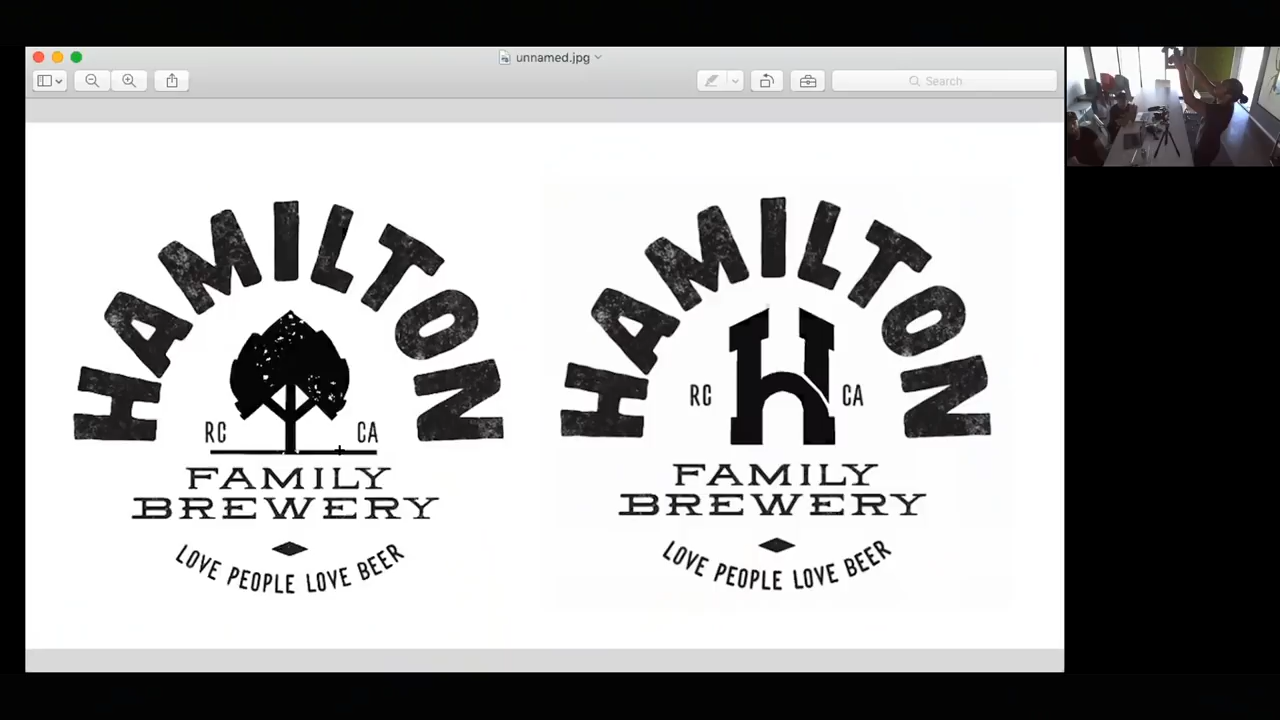 unnamed.jpg
Search
HAMILTON
RC CA
FAMILY
BREWERY
LOVE PEOPLE LOVE BEER
HAMILTON
RC CA
FAMILY
BREWERY
LOVE PEOPLE LOVE BEER